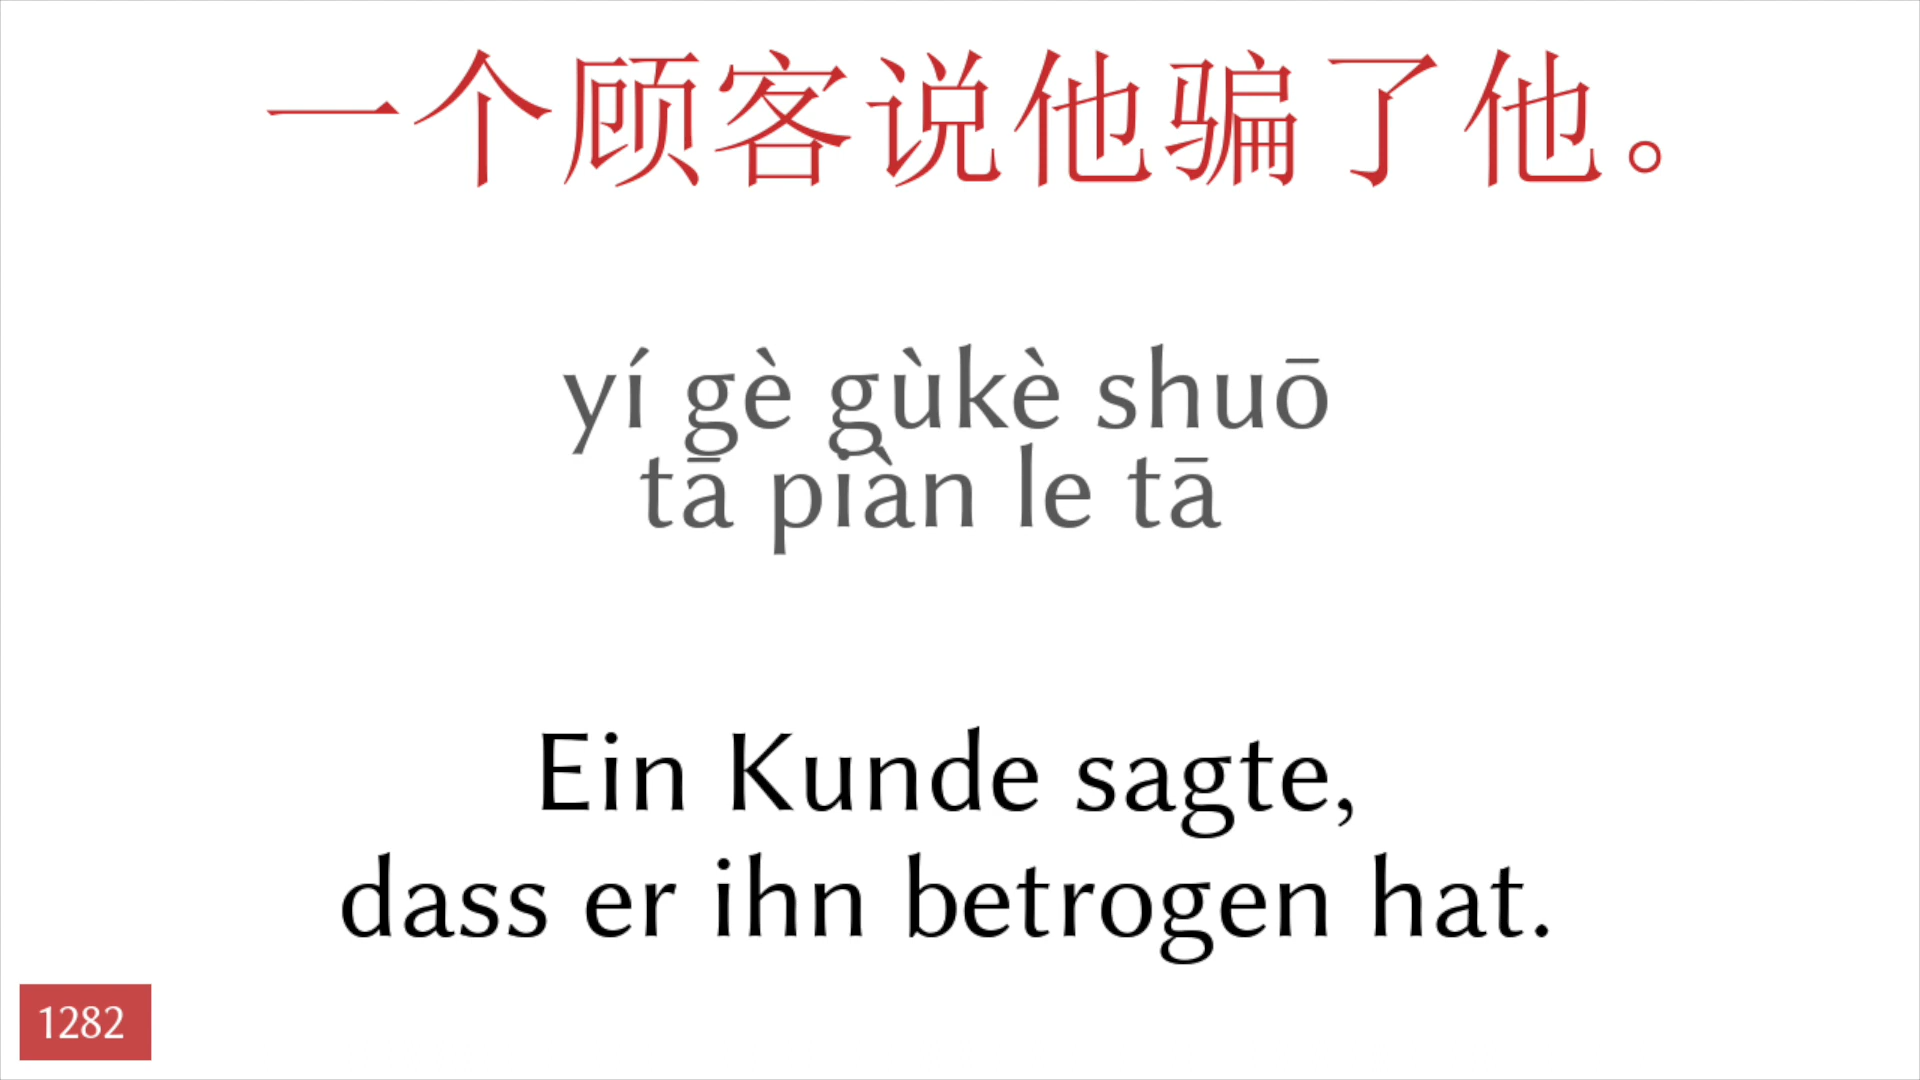 一个顾客说他骗了他。
yí gè gùkè shuō
tā piàn le tā
Ein Kunde sagte,
dass er ihn betrogen hat.
1282